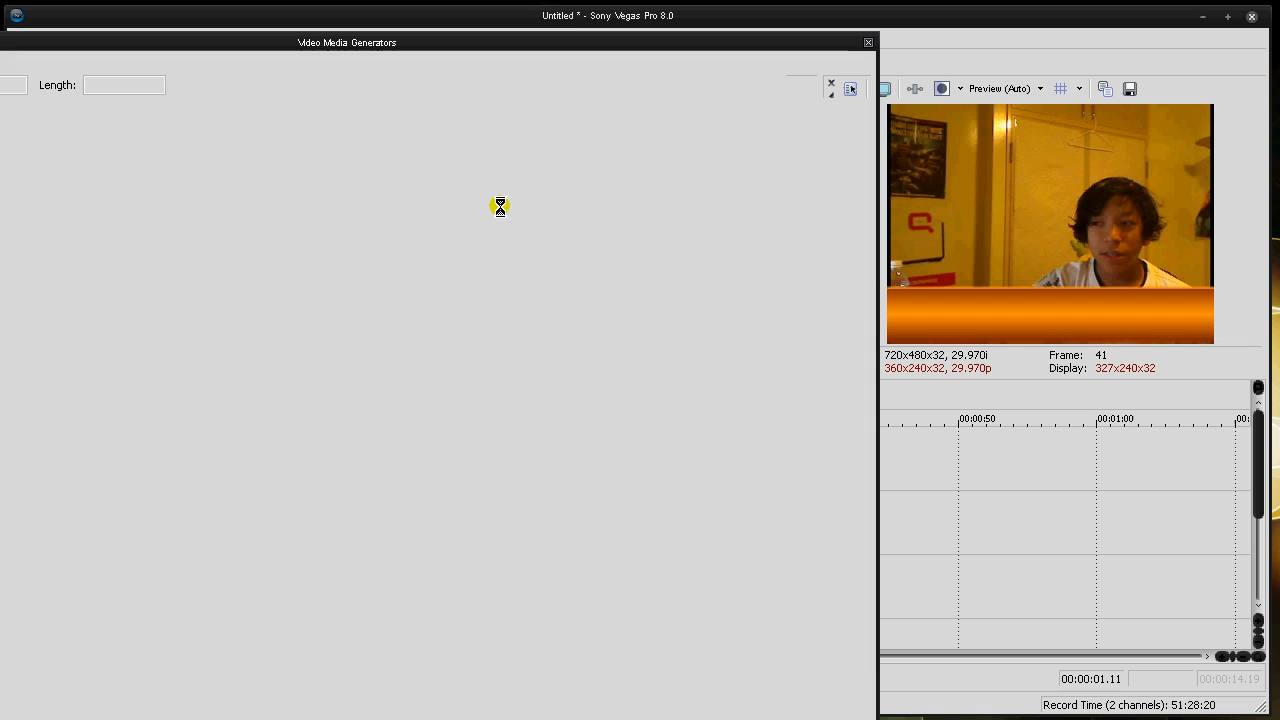 Untitled * - Sony Vegas Pro 8.0
Video Media Generators
Length:
Preview (Auto)
720x480x32, 29.970i
Frame: 41
360x240x32, 29.970p
Display: 327x240x32
00:00:50
00:01:00
00:
00:00:01.11
00:00:14.19
Record Time (2 channels): 51:28:20